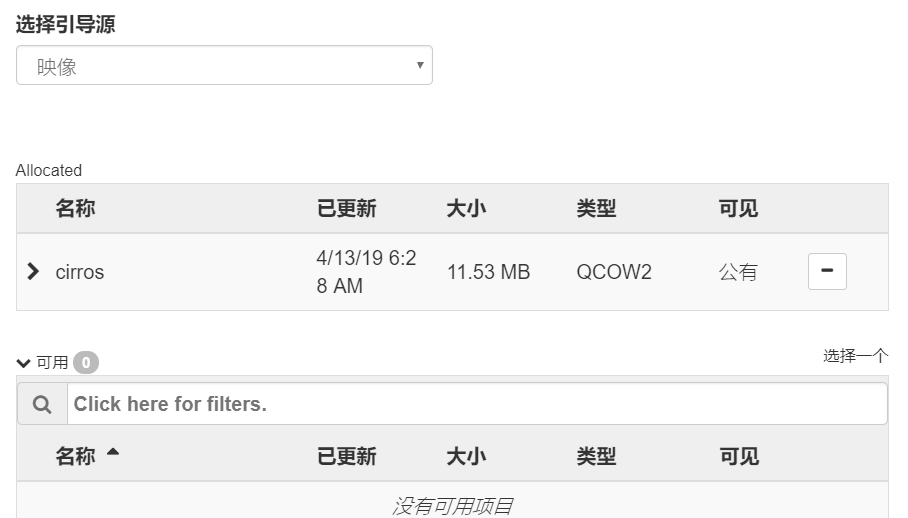 选择引导源
映像
Allocated
名称 已更新 大小 类型 可见
cirros 4/13/19 6:2 11.53 MB QCOW2 公有
8 AM
可用 0 选择一个
Click here for filters.
名称 已更新 大小 类型 可见
没有可用项目